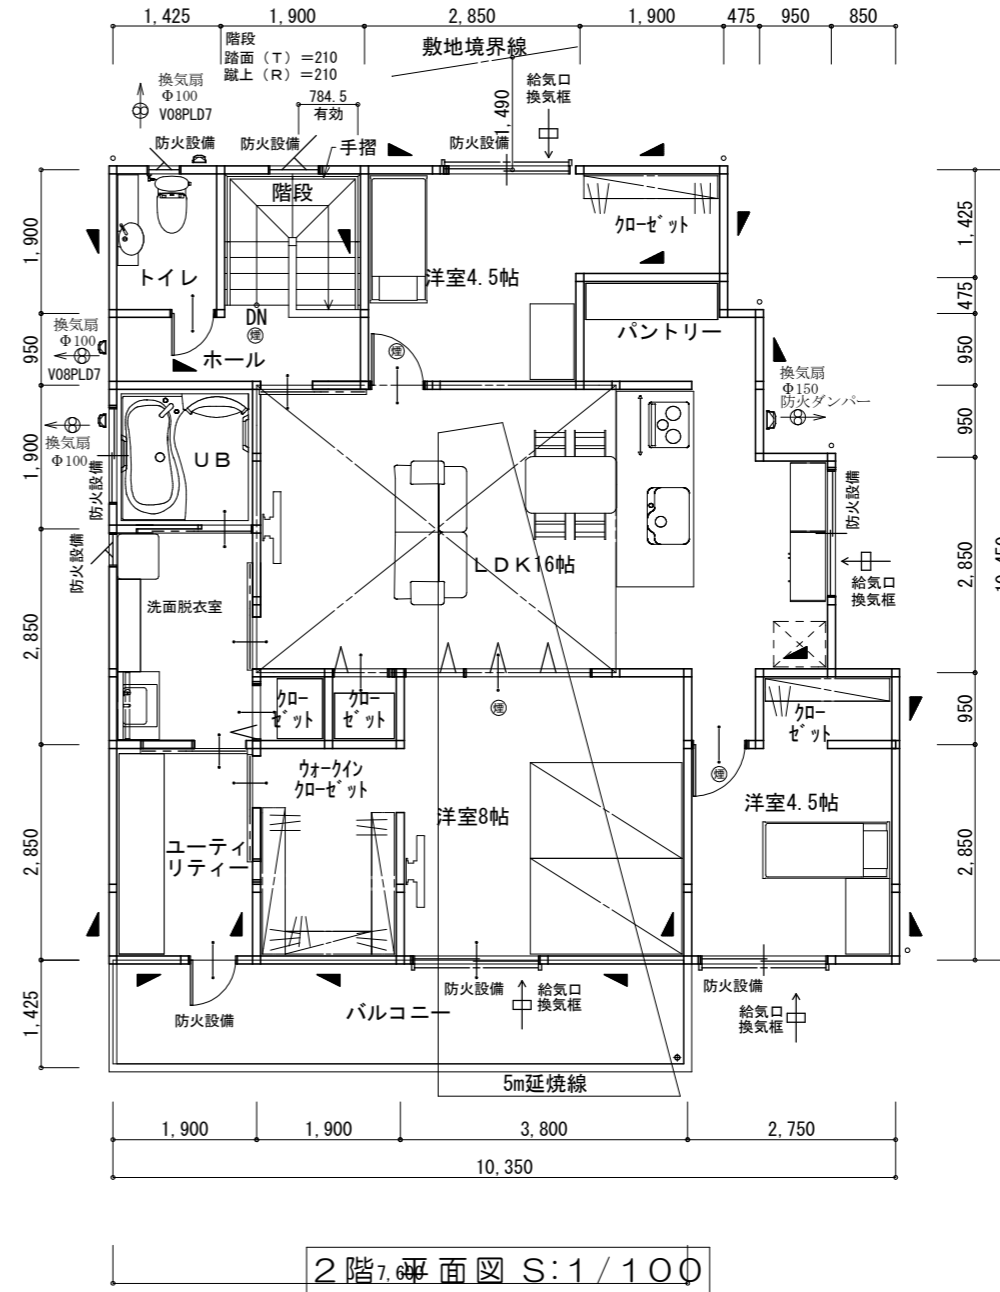 1,425
1,900
2,850
1,900
475
950
850
階段
踏面（T）＝210
蹴上（R）＝210
敷地境界線
換気扇
Φ100
V08PLD7
給気口
換気框
784.5
有効
1,490
防火設備
防火設備
手摺
防火設備
階段
クローゼット
トイレ
洋室4.5帖
DN
煙
パントリー
換気扇
Φ100
V08PLD7
ホール
煙
換気扇
Φ150
防火ダンパー
換気扇
Φ100
UB
防火設備
防火設備
防火設備
LDK16帖
給気口
換気框
洗面脱衣室
クロー
ゼット
クロー
ゼット
煙
クロー
ゼット
ウォークイン
クローゼット
煙
洋室8帖
洋室4.5帖
ユーティ
リティー
防火設備
給気口
換気框
防火設備
給気口
換気框
防火設備
バルコニー
5m延焼線
1,900
950
1,900
2,850
2,850
1,425
1,425
475
950
950
2,850
950
2,850
1,900
1,900
3,800
2,750
10,350
2階 平面図 S:1/100